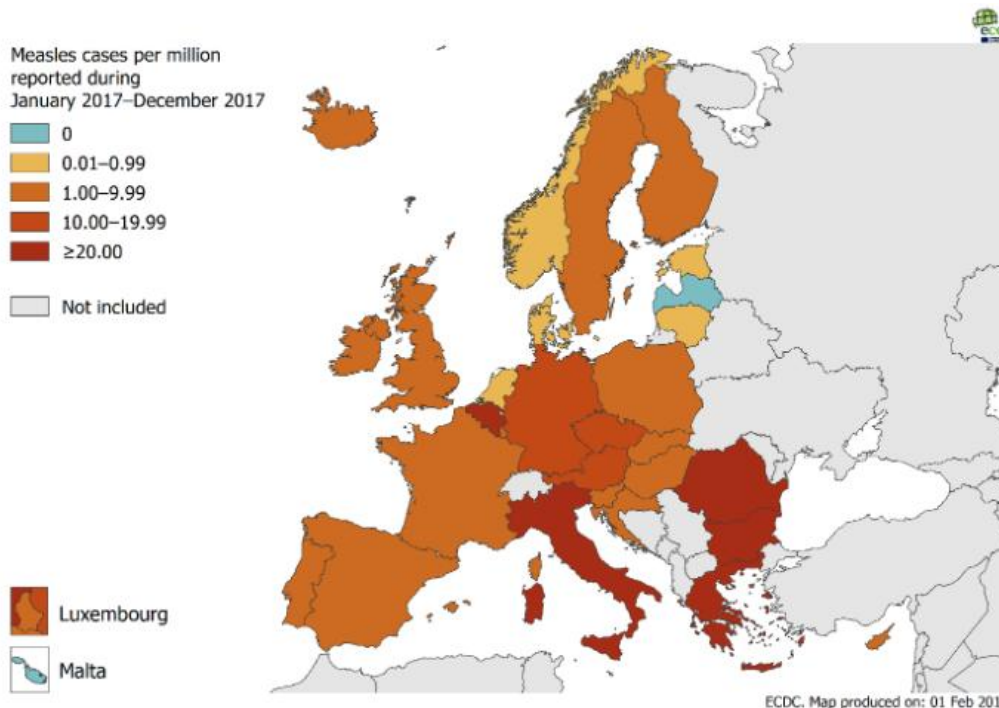 Measles cases per million
reported during
January 2017–December 2017
0
0.01–0.99
1.00–9.99
10.00–19.99
≥20.00
Not included
Luxembourg
Malta
ECDC. Map produced on: 01 Feb 201